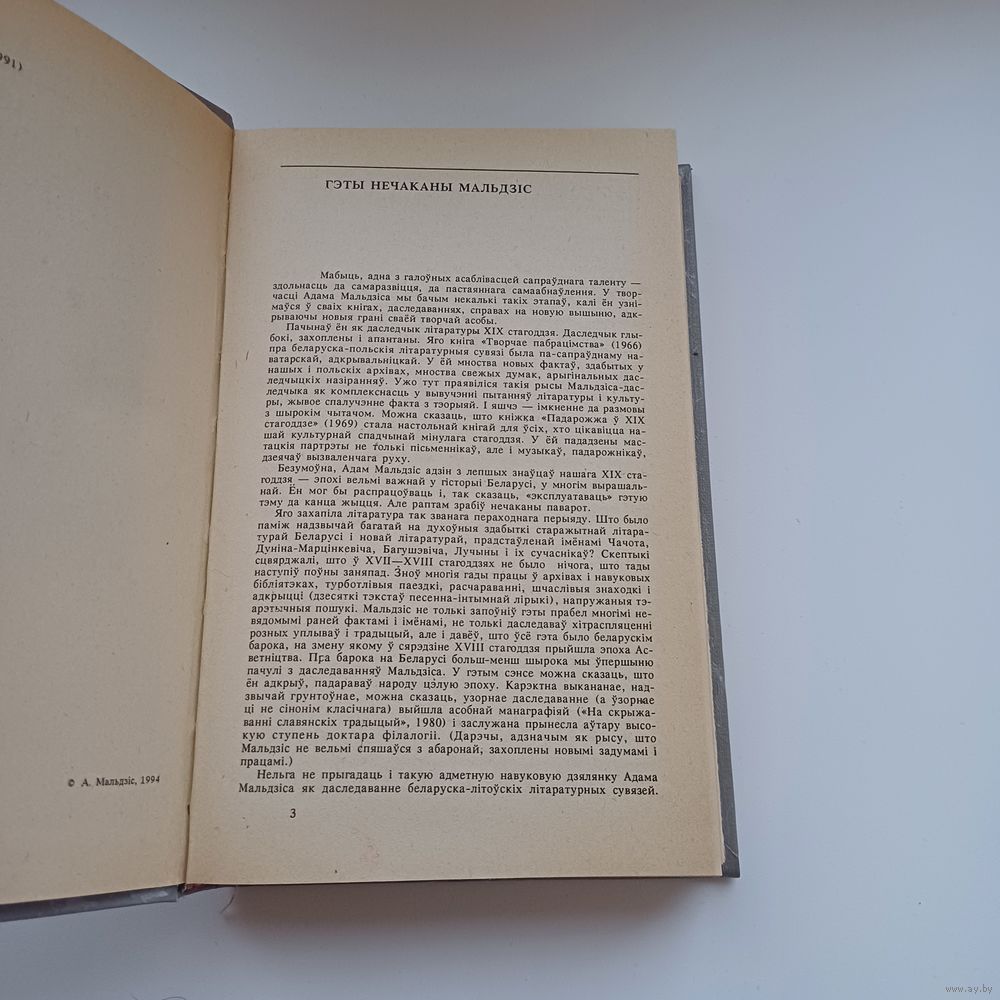 991)
© А. Мальдзіс, 1994
ГЭТЫ НЕЧАКАНЫ МАЛЬДЗІС
Мабыць, адна з галоўных асаблівасцей сапраўднага таленту —
здольнасць да самаразвіцця, да пастаяннага самаабнаўлення. У твор-
часці Адама Мальдзіса мы бачым некалькі такіх этапаў, калі ён узні-
маўся ў сваіх кнігах, даследаваннях, справах на новую вышыню, адк-
рываючы новыя грані сваёй творчай асобы.
Пачынаў ён як даследчык літаратуры XIX стагоддзя. Даследчык глы-
бокі, захоплены і апантаны. Яго кніга «Творчае пабрацімства» (1966)
пра беларуска-польскія літаратурныя сувязі была па-сапраўднаму на-
ватарскай, адкрывальніцкай. У ёй мноства новых фактаў, здабытых у
нашых і польскіх архівах, мноства свежых думак, арыгінальных дас-
ледчыцкіх назіранняў. Ужо тут праявіліся такія рысы Мальдзіса-дас-
ледчыка як комплекснасць у вывучэнні пытанняў літаратуры і культу-
ры, жывое спалучэнне факта з тэорыяй. І яшчэ — імкненне да размовы
з шырокім чытачом. Можна сказаць, што кніжка «Падарожжа ў XIX
стагоддзе» (1969) стала настольнай кнігай для ўсіх, хто цікавіцца на-
шай культурнай спадчынай мінулага стагоддзя. У ёй пададзены мас-
тацкія партрэты не толькі пісьменнікаў, але і музыкаў, падарожнікаў,
дзеячаў вызваленчага руху.
Безумоўна, Адам Мальдзіс адзін з лепшых знаўцаў нашага XIX ста-
годдзя — эпохі вельмі важнай у гісторыі Беларусі, у многім вырашаль-
най. Ён мог бы распрацоўваць і, так сказаць, «эксплуатаваць» гэтую
тэму да канца жыцця. Але раптам зрабіў нечаканы паварот.
Яго захапіла літаратура так званага пераходнага перыяду. Што было
паміж надзвычай багатай на духоўныя здабыткі старажытнай літара-
турай Беларусі і новай літаратурай, прадстаўленай імёнамі Чачота,
Дуніна-Марцінкевіча, Багушэвіча, Лучыны і іх сучаснікаў? Скептыкі
сцвярджалі, што ў XVII—XVIII стагоддзях не было нічога, што тады
наступіў поўны заняпад. Зноў многія гады працы ў архівах і навуковых
бібліятэках, турботлівыя паездкі, расчараванні, шчаслівыя знаходкі і
адкрыцці (дзесяткі тэкстаў песенна-інтымнай лірыкі), напружаныя тэ-
арэтычныя пошукі. Мальдзіс не толькі запоўніў гэты прабел многімі не-
вядомымі раней фактамі і імёнамі, не толькі даследаваў хітраспляценні
розных уплываў і традыцый, але і давёў, што ўсё гэта было беларускім
барока, на змену якому ў сярэдзіне XVIII стагоддзя прыйшла эпоха Ас-
ветніцтва. Пра барока на Беларусі больш-менш шырока мы ўпершыню
пачулі з даследаванняў Мальдзіса. У гэтым сэнсе можна сказаць, што
ён адкрыў, падараваў народу цэлую эпоху. Карэктна выкананае, над-
звычай грунтоўнае, можна сказаць, узорнае даследаванне (а ўзорнае
ці не сінонім класічнага) выйшла асобнай манаграфіяй («На скрыжа-
ванні славянскіх традыцый», 1980) і заслужана прынесла аўтару высо-
кую ступень доктара філалогіі. (Дарэчы, адзначым як рысу, што
Мальдзіс не вельмі спяшаўся з абаронай, захоплены новымі задумамі і
працамі.)
Нельга не прыгадаць і такую адметную навуковую дзялянку Адама
Мальдзіса як даследаванне беларуска-літоўскіх літаратурных сувязей.
3
www.ay.by